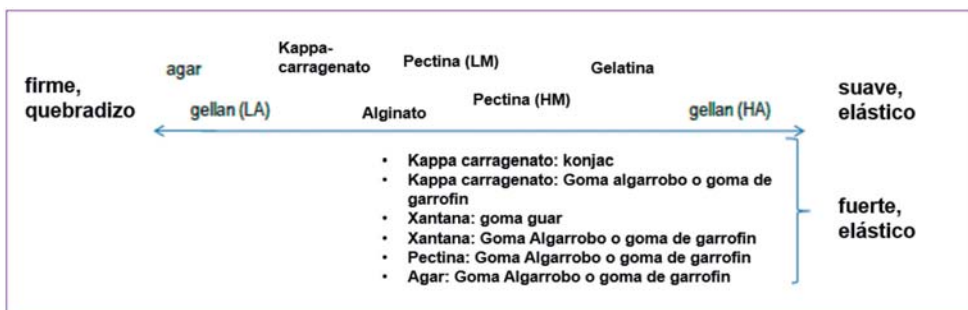 firme,
quebradizo
agar
Kappa-
carragenato
Pectina (LM)
Gelatina
gellan (LA)
Alginato
Pectina (HM)
gellan (HA)
suave,
elástico
• Kappa carragenato: konjac
• Kappa carragenato: Goma algarrobo o goma de
garrofin
• Xantana: goma guar
• Xantana: Goma Algarrobo o goma de garrofin
• Pectina: Goma Algarrobo o goma de garrofin
• Agar: Goma Algarrobo o goma de garrofin
fuerte,
elástico